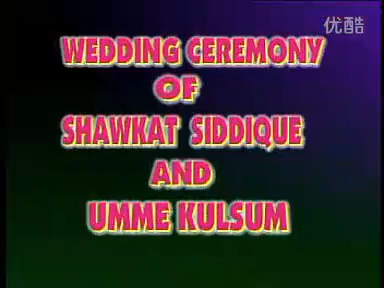 优酷
WEDDING CEREMONY
OF
SHAWKAT SIDDIQUE
AND
UMME KULSUM